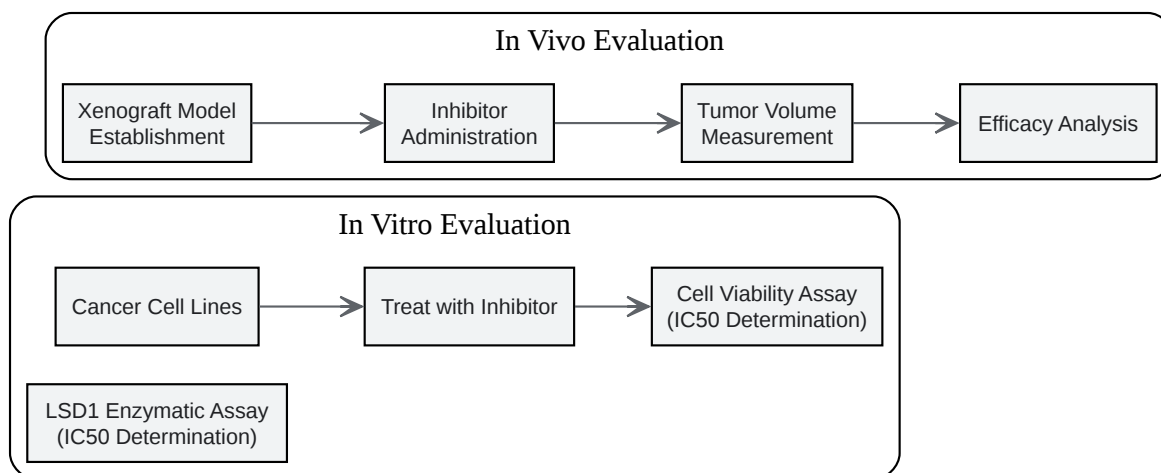 In Vivo Evaluation
Xenograft Model
Establishment
Inhibitor
Administration
Tumor Volume
Measurement
Efficacy Analysis
In Vitro Evaluation
Cancer Cell Lines
Treat with Inhibitor
Cell Viability Assay
(IC50 Determination)
LSD1 Enzymatic Assay
(IC50 Determination)